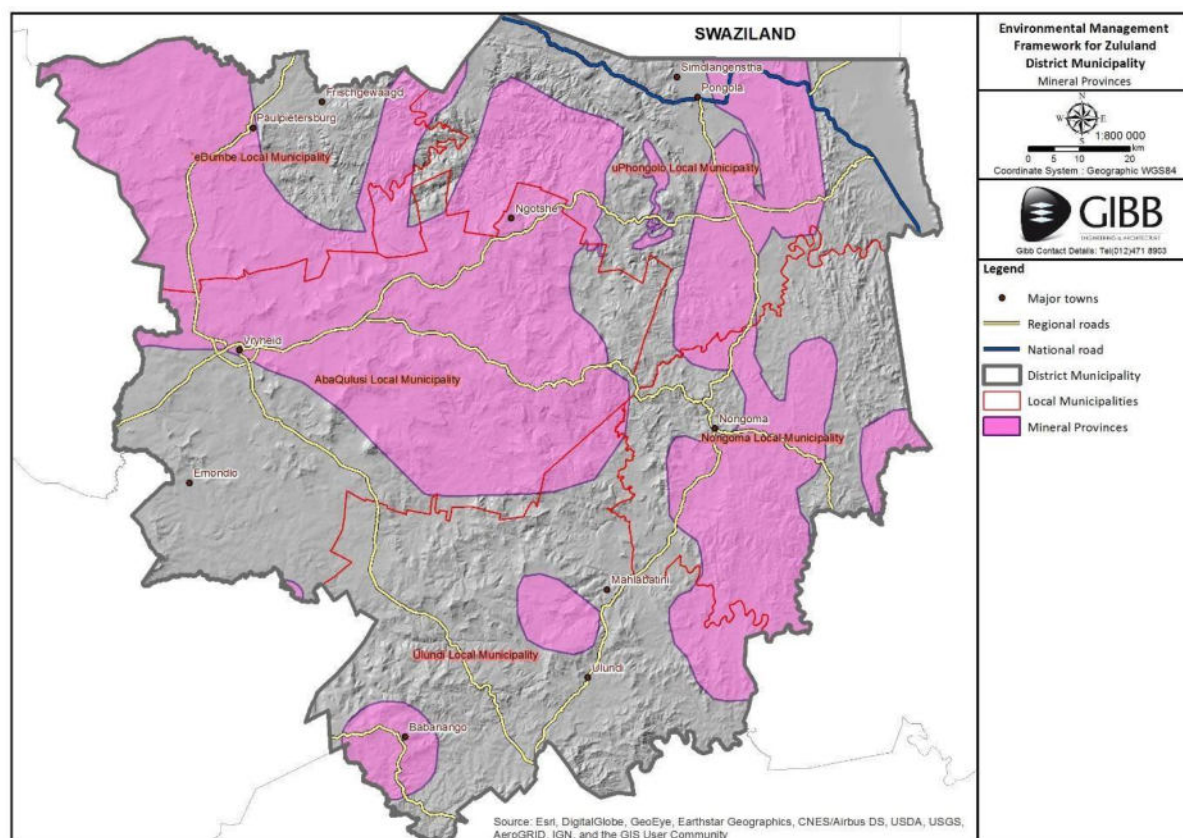 SWAZILAND
Simdlangenstha
Pongola
Frischgewaagd
Paulpietersburg
eBumbe Local Municipality
uPhongolo Local Municipality
Ngotshe
Vryheid
AbaQulusi Local Municipality
Nongoma
Nongoma Local Municipality
Emondlo
Mahlabatini
Ulundi Local Municipality
Ulundi
Babanango
Source: Esri, DigitalGlobe, GeoEye, Earthstar Geographics, CNES/Airbus DS, USDA, USGS,
AeroGRID, IGN, and the GIS User Community
Environmental Management
Framework for Zululand
District Municipality
Mineral Provinces
N
W E
S
1:800 000
km
0 5 10 20
Coordinate System : Geographic WGS84
GIBB
ENGINEERING & ARCHITECTURE
Gibb Contact Details: Tel(012)471 8903
Legend
Major towns
Regional roads
National road
District Municipality
Local Municipalities
Mineral Provinces